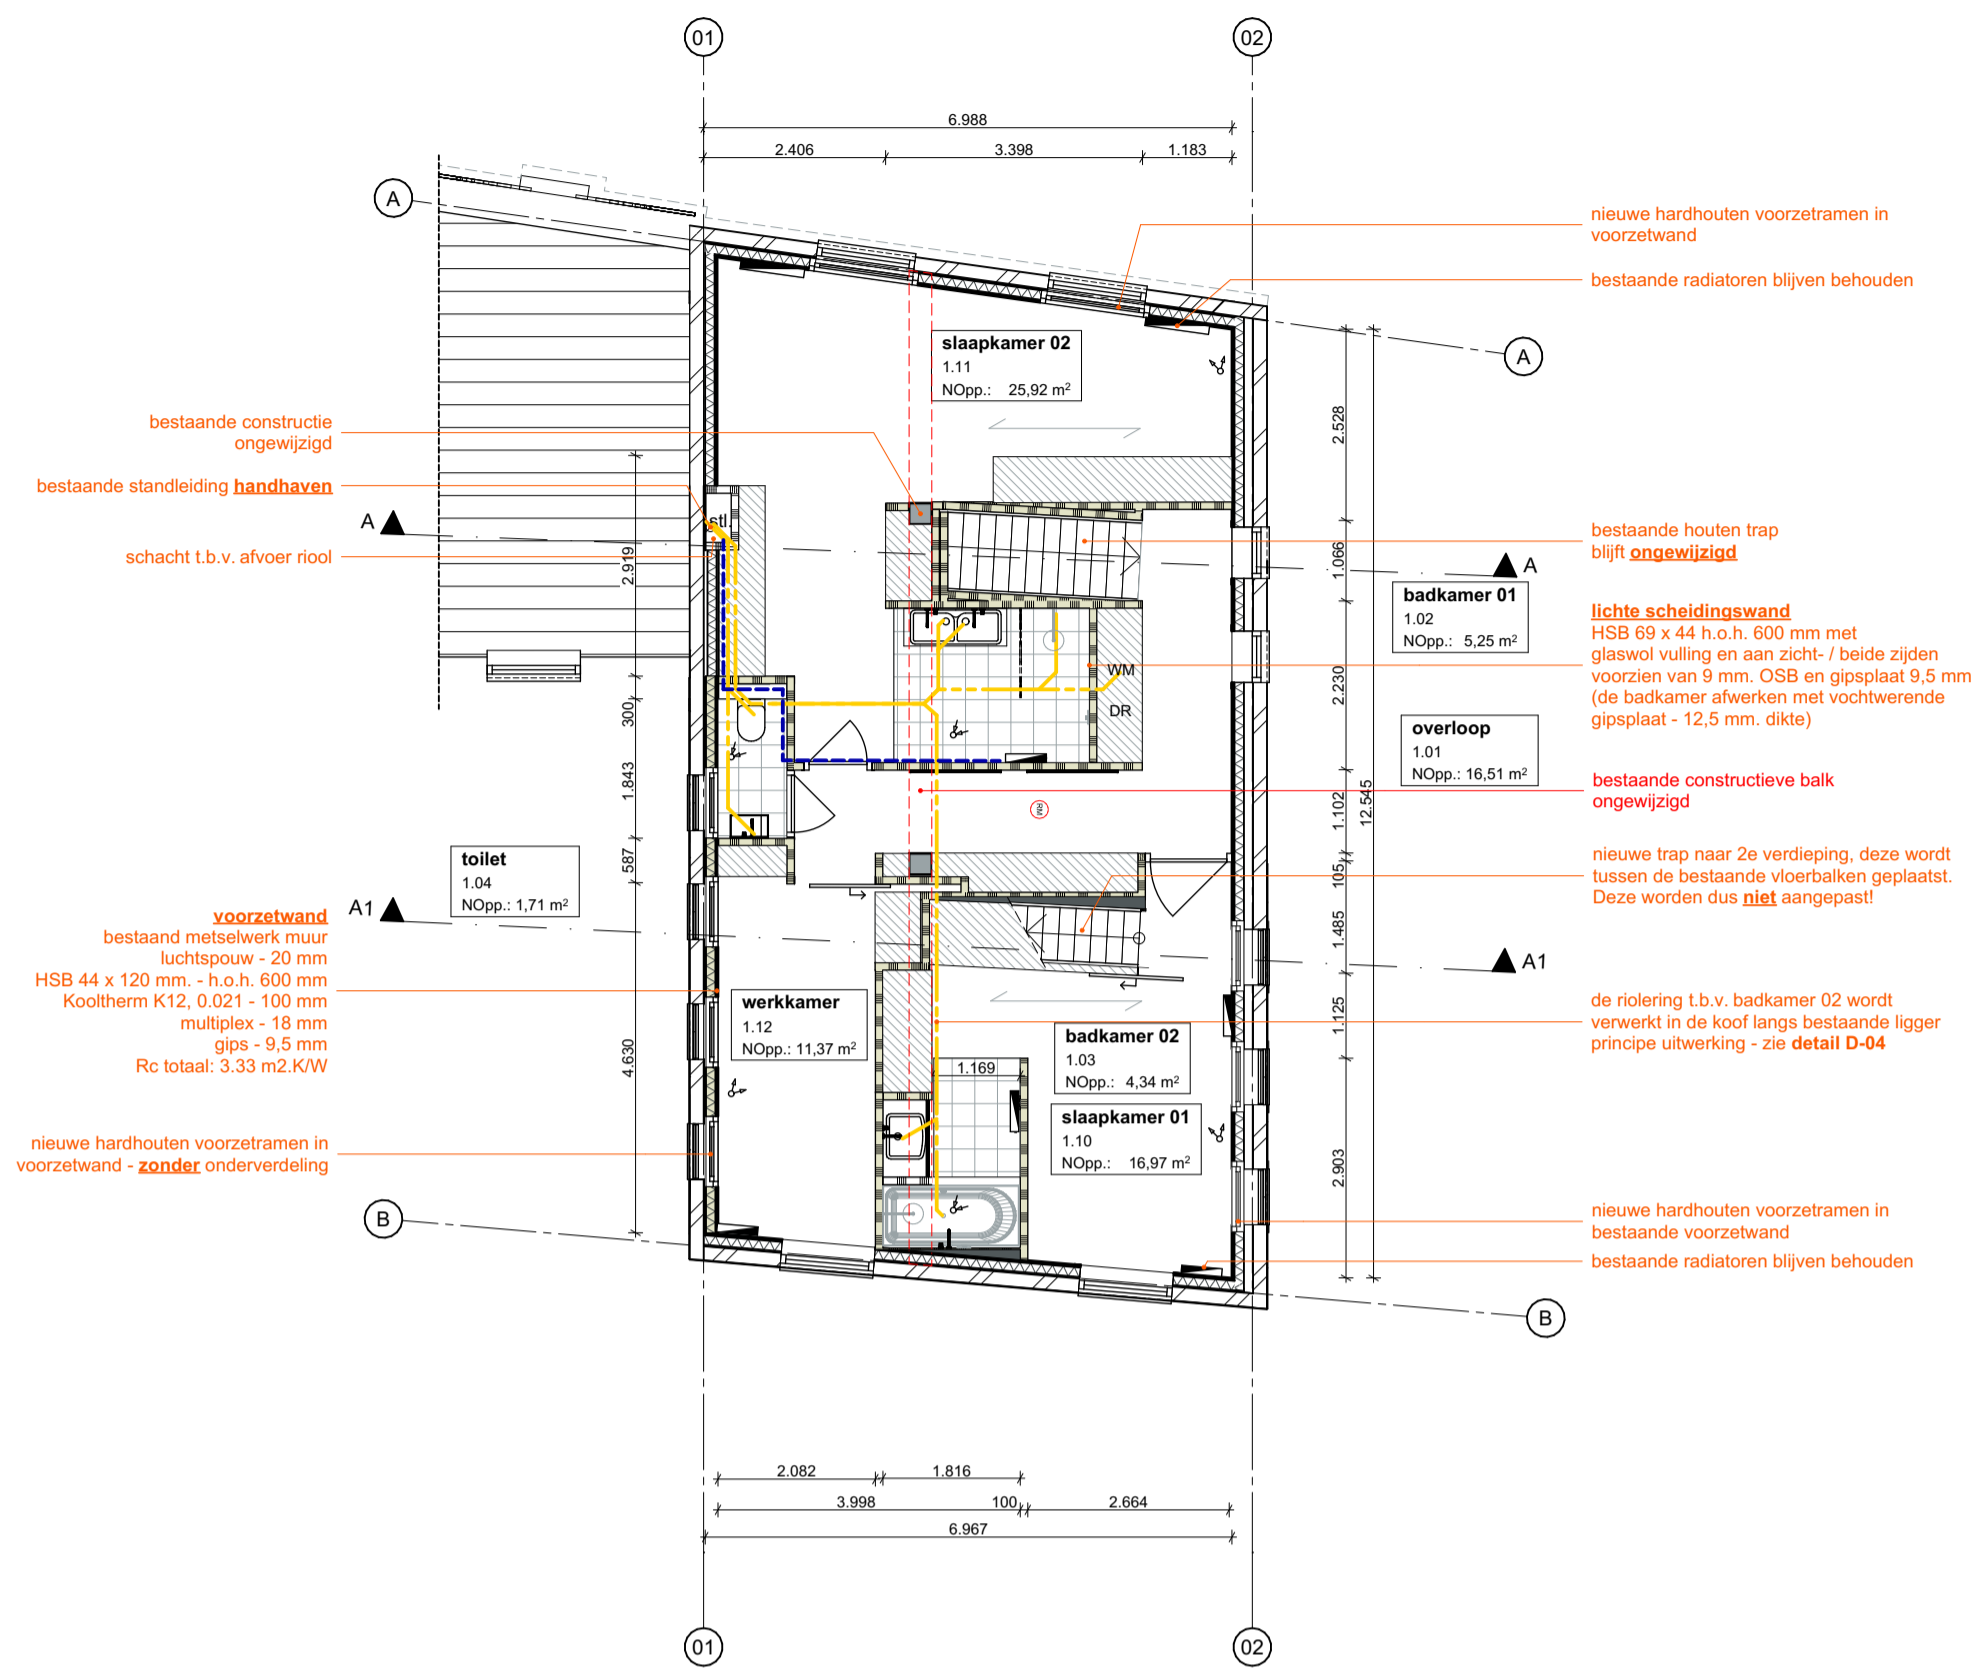 01
02
6.988
2.406
3.398
1.183
A
nieuwe hardhouten voorzetramen in
voorzetwand
bestaande radiatoren blijven behouden
A
slaapkamer 02
1.11
NOpp.: 25,92 m²
bestaande constructie
ongewijzigd
bestaande standleiding handhaven
A
schacht t.b.v. afvoer riool
stl.
2.919
300
1.843
587
4.630
2.528
1.066
2.230
1.102
105
1.485
1.125
2.903
12.545
bestaande houten trap
blijft ongewijzigd
A
badkamer 01
1.02
NOpp.: 5,25 m²
lichte scheidingswand
HSB 69 x 44 h.o.h. 600 mm met
glaswol vulling en aan zicht- / beide zijden
voorzien van 9 mm. OSB en gipsplaat 9,5 mm
(de badkamer afwerken met vochtwerende
gipsplaat - 12,5 mm. dikte)
WM
DR
overloop
1.01
NOpp.: 16,51 m²
bestaande constructieve balk
ongewijzigd
RM
nieuwe trap naar 2e verdieping, deze wordt
tussen de bestaande vloerbalken geplaatst.
Deze worden dus niet aangepast!
toilet
1.04
NOpp.: 1,71 m²
A1
A1
voorzetwand
bestaand metselwerk muur
luchtspouw - 20 mm
HSB 44 x 120 mm. - h.o.h. 600 mm
Kooltherm K12, 0.021 - 100 mm
multiplex - 18 mm
gips - 9,5 mm
Rc totaal: 3.33 m2.K/W
werkkamer
1.12
NOpp.: 11,37 m²
badkamer 02
1.03
NOpp.: 4,34 m²
1.169
slaapkamer 01
1.10
NOpp.: 16,97 m²
de riolering t.b.v. badkamer 02 wordt
verwerkt in de koof langs bestaande ligger
principe uitwerking - zie detail D-04
nieuwe hardhouten voorzetramen in
voorzetwand - zonder onderverdeling
B
nieuwe hardhouten voorzetramen in
bestaande voorzetwand
bestaande radiatoren blijven behouden
B
2.082
1.816
3.998
100
2.664
6.967
01
02